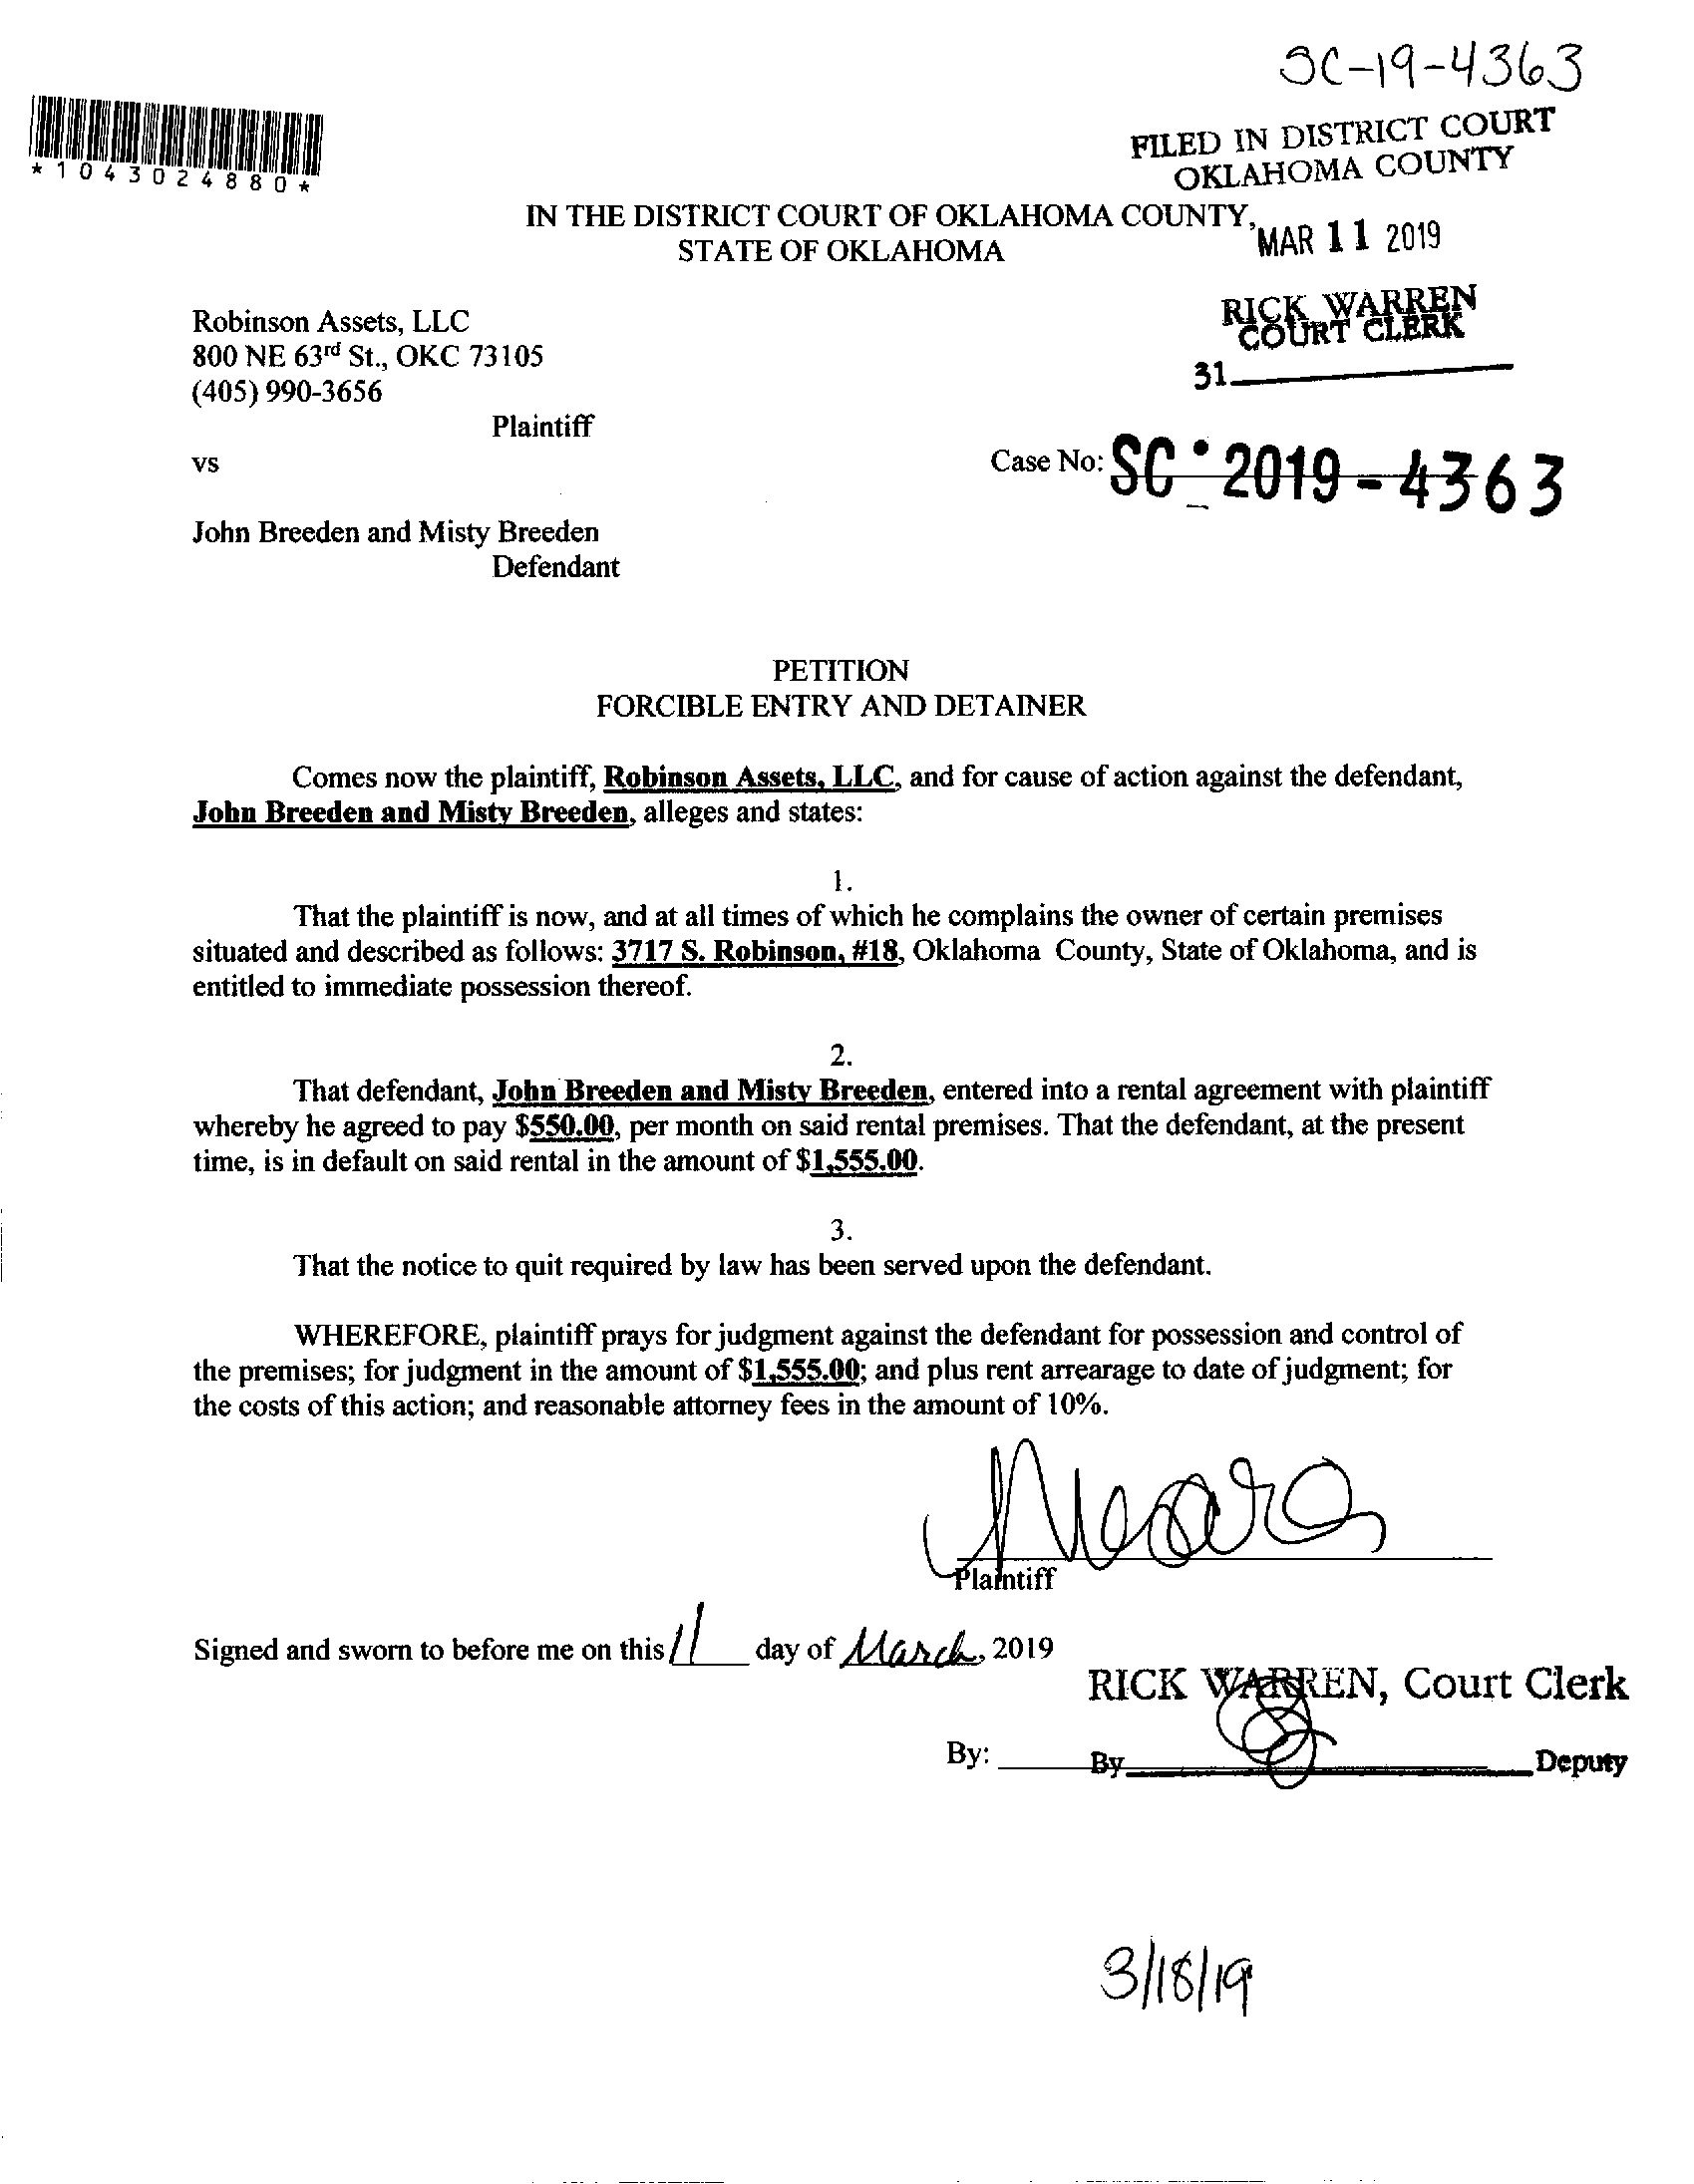 SC-19-4363
*1043024880*
FILED IN DISTRICT COURT
OKLAHOMA COUNTY
IN THE DISTRICT COURT OF OKLAHOMA COUNTY,
STATE OF OKLAHOMA
MAR 11 2019
RICK WARREN
COURT CLERK
31
Robinson Assets, LLC
800 NE 63rd St., OKC 73105
(405) 990-3656
Plaintiff
vs
Case No: SC 2019-4363
John Breeden and Misty Breeden
Defendant
PETITION
FORCIBLE ENTRY AND DETAINER
Comes now the plaintiff, Robinson Assets, LLC, and for cause of action against the defendant,
John Breeden and Misty Breeden, alleges and states:
1.
That the plaintiff is now, and at all times of which he complains the owner of certain premises
situated and described as follows: 3717 S. Robinson, #18, Oklahoma County, State of Oklahoma, and is
entitled to immediate possession thereof.
2.
That defendant, John Breeden and Misty Breeden, entered into a rental agreement with plaintiff
whereby he agreed to pay $550.00, per month on said rental premises. That the defendant, at the present
time, is in default on said rental in the amount of $1,555.00.
3.
That the notice to quit required by law has been served upon the defendant.
WHEREFORE, plaintiff prays for judgment against the defendant for possession and control of
the premises; for judgment in the amount of $1,555.00; and plus rent arrearage to date of judgment; for
the costs of this action; and reasonable attorney fees in the amount of 10%.
Plaintiff
Signed and sworn to before me on this 11 day of March, 2019
RICK WARREN, Court Clerk
By: By Deputy
3/18/19